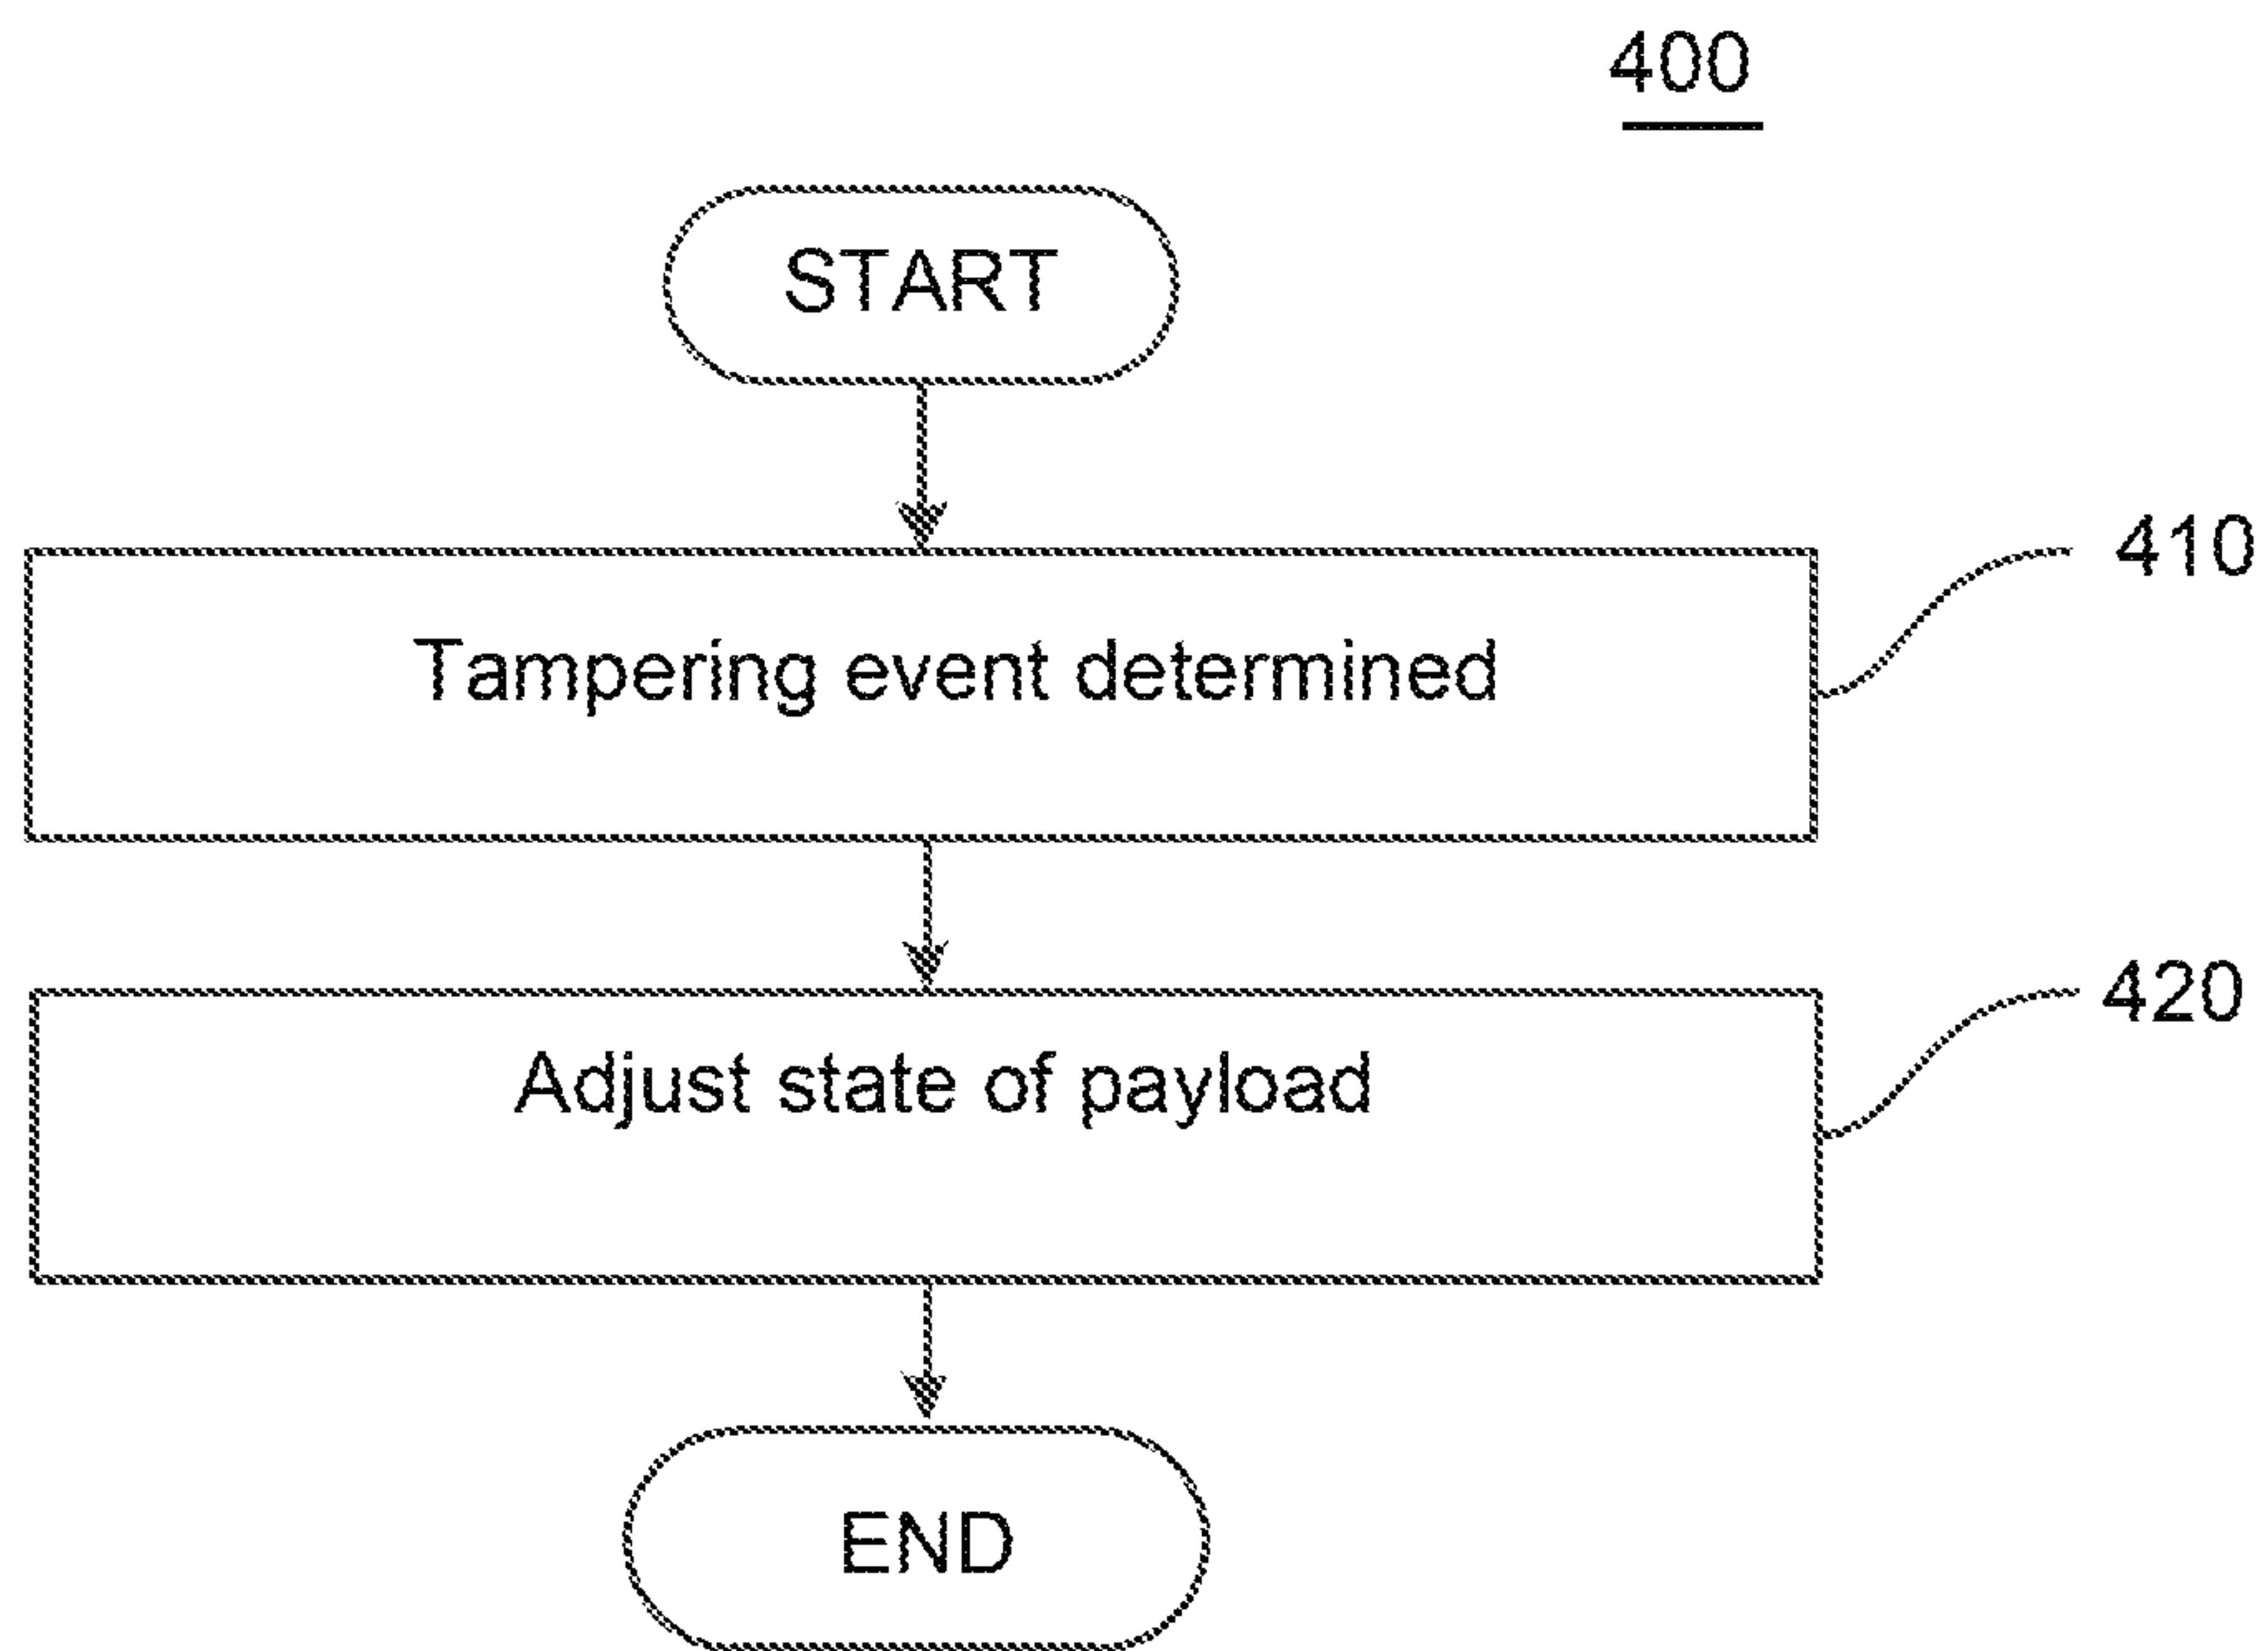 400
START
Tampering event determined
410
Adjust state of payload
420
END